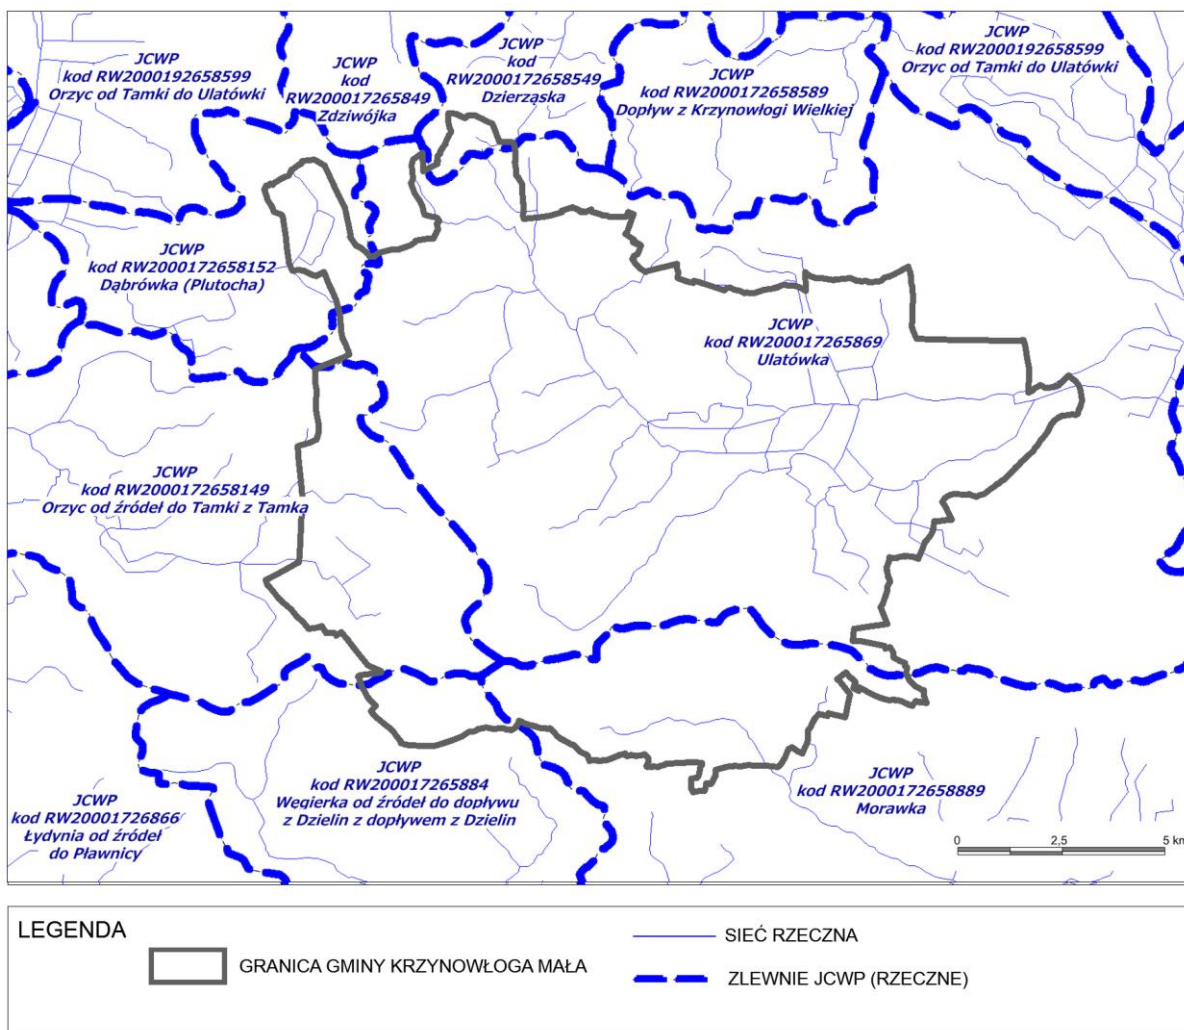 JCWP
kod RW2000192658599
Orzyc od Tamki do Ulatówki
JCWP
kod
RW200017265849
Zdziwójka
JCWP
kod
RW2000172658549
Dzierząska
JCWP
kod RW2000172658589
Dopływ z Krzynowłogi Wielkiej
JCWP
kod RW2000192658599
Orzyc od Tamki do Ulatówki
JCWP
kod RW2000172658152
Dąbrówka (Plutocha)
JCWP
kod RW200017265869
Ulatówka
JCWP
kod RW2000172658149
Orzyc od źródeł do Tamki z Tamka
JCWP
kod RW20001726866
Łydynia od źródeł
do Pławnicy
JCWP
kod RW200017265884
Węgierka od źródeł do dopływu
z Dzielin z dopływem z Dzielin
JCWP
kod RW2000172658889
Morawka
0 2,5 5 km
LEGENDA
GRANICA GMINY KRZYNOWŁOGA MAŁA
SIEĆ RZECZNA
ZLEWNIE JCWP (RZECZNE)